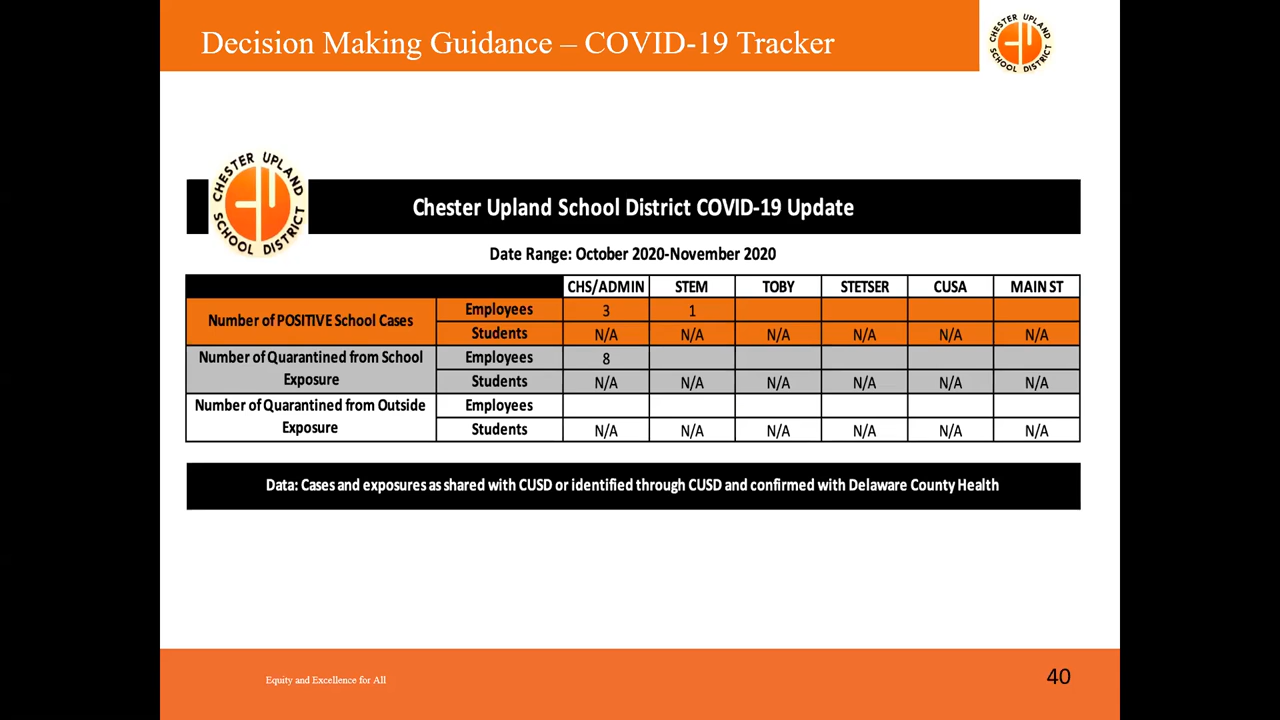 Decision Making Guidance – COVID-19 Tracker
CHESTER UPLAND
SCHOOL DISTRICT
CHESTER UPLAND
SCHOOL DISTRICT
Chester Upland School District COVID-19 Update
Date Range: October 2020-November 2020
CHS/ADMIN STEM TOBY STETSER CUSA MAIN ST
Number of POSITIVE School Cases
Employees 3 1
Students N/A N/A N/A N/A N/A N/A
Number of Quarantined from School
Exposure
Employees 8
Students N/A N/A N/A N/A N/A N/A
Number of Quarantined from Outside
Exposure
Employees
Students N/A N/A N/A N/A N/A N/A
Data: Cases and exposures as shared with CUSD or identified through CUSD and confirmed with Delaware County Health
Equity and Excellence for All
40